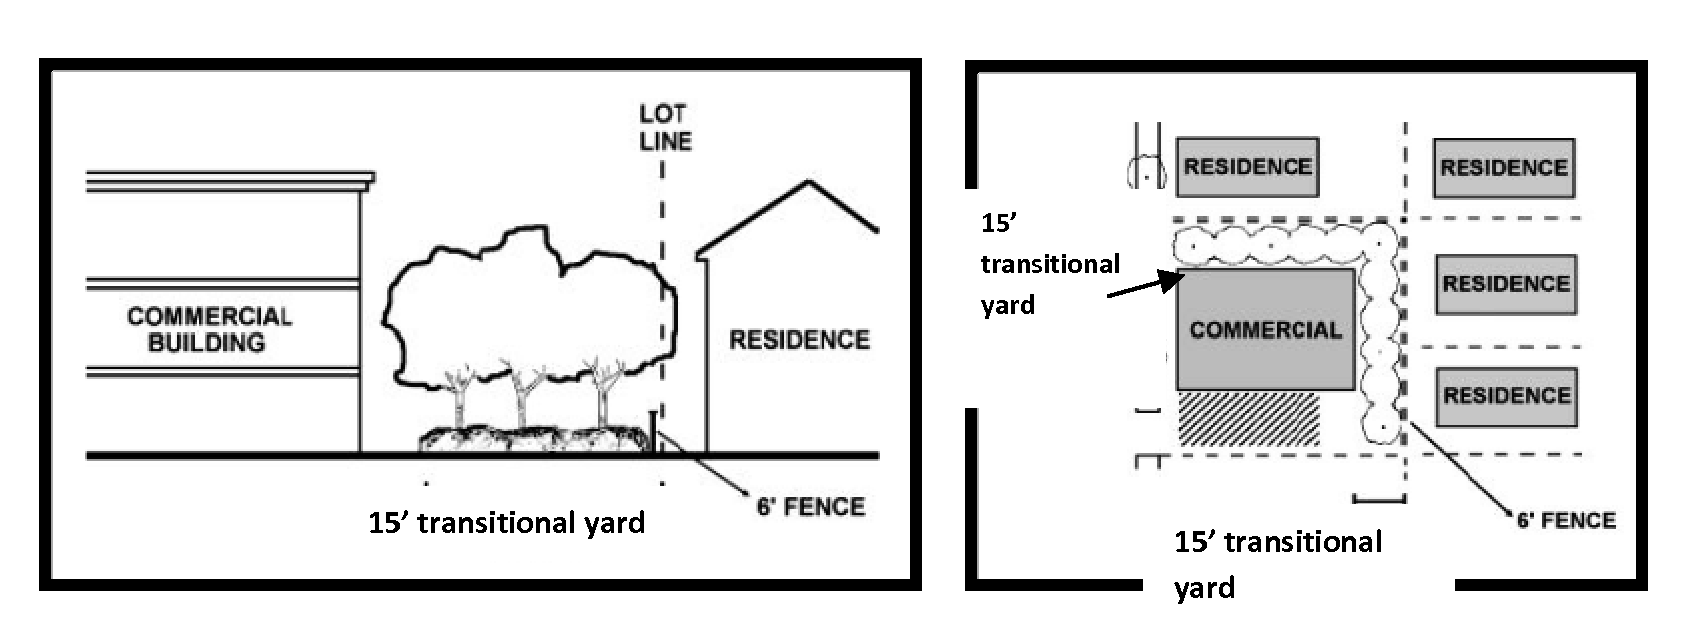 LOT
LINE
COMMERCIAL
BUILDING
RESIDENCE
6' FENCE
15’ transitional yard
RESIDENCE
RESIDENCE
15’
transitional
yard
RESIDENCE
COMMERCIAL
RESIDENCE
6' FENCE
15’ transitional
yard